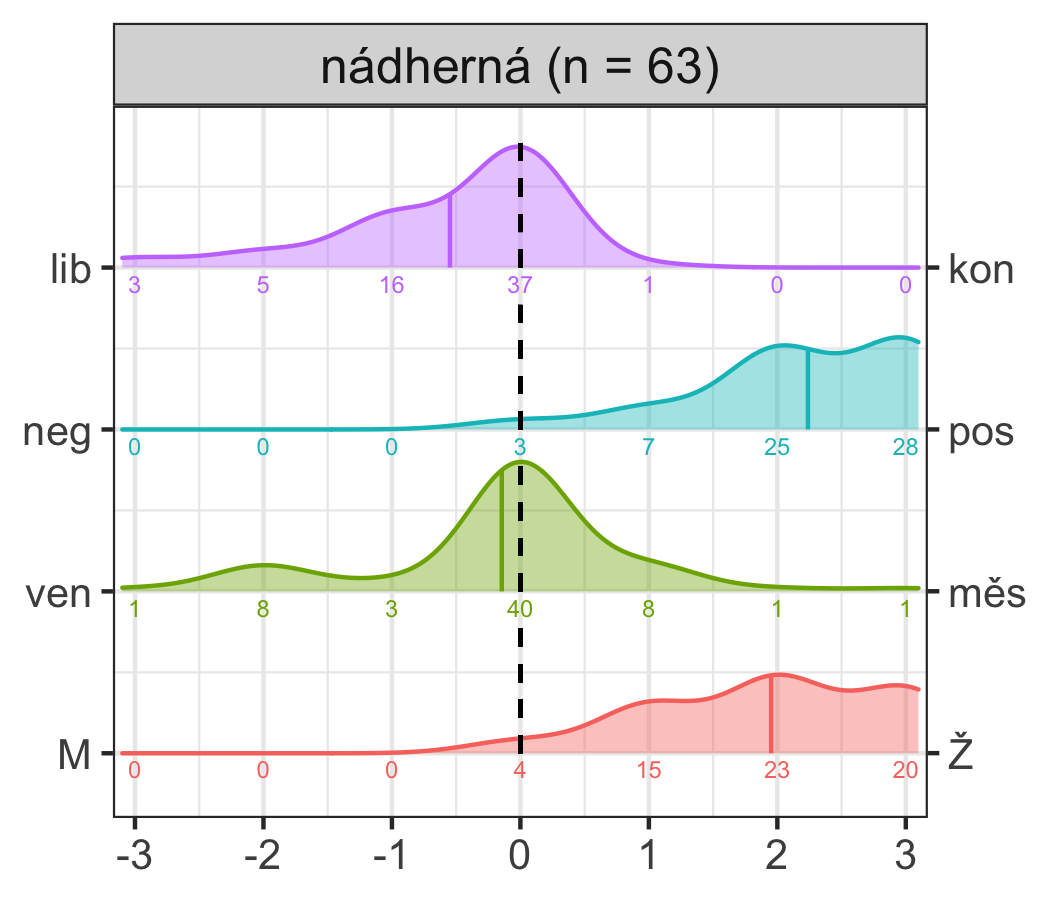 nádherná (n = 63)
lib kon
3 5 16 37 1 0 0
neg pos
0 0 0 3 7 25 28
ven měs
1 8 3 40 8 1 1
M Ž
0 0 0 4 15 23 20
-3 -2 -1 0 1 2 3